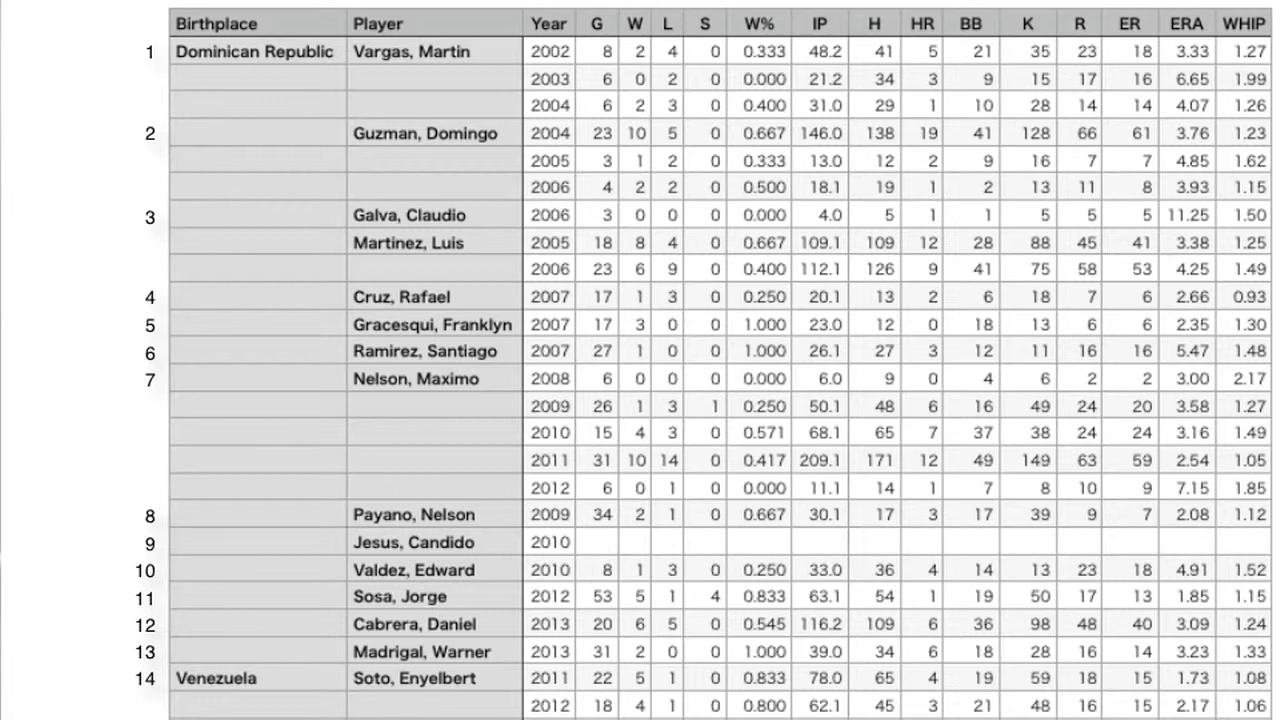 Birthplace Player Year G W L S W% IP H HR BB K R ER ERA WHIP
1 Dominican Republic Vargas, Martin 2002 8 2 4 0 0.333 48.2 41 5 21 35 23 18 3.33 1.27
2003 6 0 2 0 0.000 21.2 34 3 9 15 17 16 6.65 1.99
2004 6 2 3 0 0.400 31.0 29 1 10 28 14 14 4.07 1.26
2 Guzman, Domingo 2004 23 10 5 0 0.667 146.0 138 19 41 128 66 61 3.76 1.23
2005 3 1 2 0 0.333 13.0 12 2 9 16 7 7 4.85 1.62
2006 4 2 2 0 0.500 18.1 19 1 2 13 11 8 3.93 1.15
3 Galva, Claudio 2006 3 0 0 0 0.000 4.0 5 1 1 5 5 5 11.25 1.50
Martinez, Luis 2005 18 8 4 0 0.667 109.1 109 12 28 88 45 41 3.38 1.25
2006 23 6 9 0 0.400 112.1 126 9 41 75 58 53 4.25 1.49
4 Cruz, Rafael 2007 17 1 3 0 0.250 20.1 13 2 6 18 7 6 2.66 0.93
5 Gracesqui, Franklyn 2007 17 3 0 0 1.000 23.0 12 0 18 13 6 6 2.35 1.30
6 Ramirez, Santiago 2007 27 1 0 0 1.000 26.1 27 3 12 11 16 16 5.47 1.48
7 Nelson, Maximo 2008 6 0 0 0 0.000 6.0 9 0 4 6 2 2 3.00 2.17
2009 26 1 3 1 0.250 50.1 48 6 16 49 24 20 3.58 1.27
2010 15 4 3 0 0.571 68.1 65 7 37 38 24 24 3.16 1.49
2011 31 10 14 0 0.417 209.1 171 12 49 149 63 59 2.54 1.05
2012 6 0 1 0 0.000 11.1 14 1 7 8 10 9 7.15 1.85
8 Payano, Nelson 2009 34 2 1 0 0.667 30.1 17 3 17 39 9 7 2.08 1.12
9 Jesus, Candido 2010
10 Valdez, Edward 2010 8 1 3 0 0.250 33.0 36 4 14 13 23 18 4.91 1.52
11 Sosa, Jorge 2012 53 5 1 4 0.833 63.1 54 1 19 50 17 13 1.85 1.15
12 Cabrera, Daniel 2013 20 6 5 0 0.545 116.2 109 6 36 98 48 40 3.09 1.24
13 Madrigal, Warner 2013 31 2 0 0 1.000 39.0 34 6 18 28 16 14 3.23 1.33
14 Venezuela Soto, Enyelbert 2011 22 5 1 0 0.833 78.0 65 4 19 59 18 15 1.73 1.08
2012 18 4 1 0 0.800 62.1 45 3 21 48 16 15 2.17 1.06